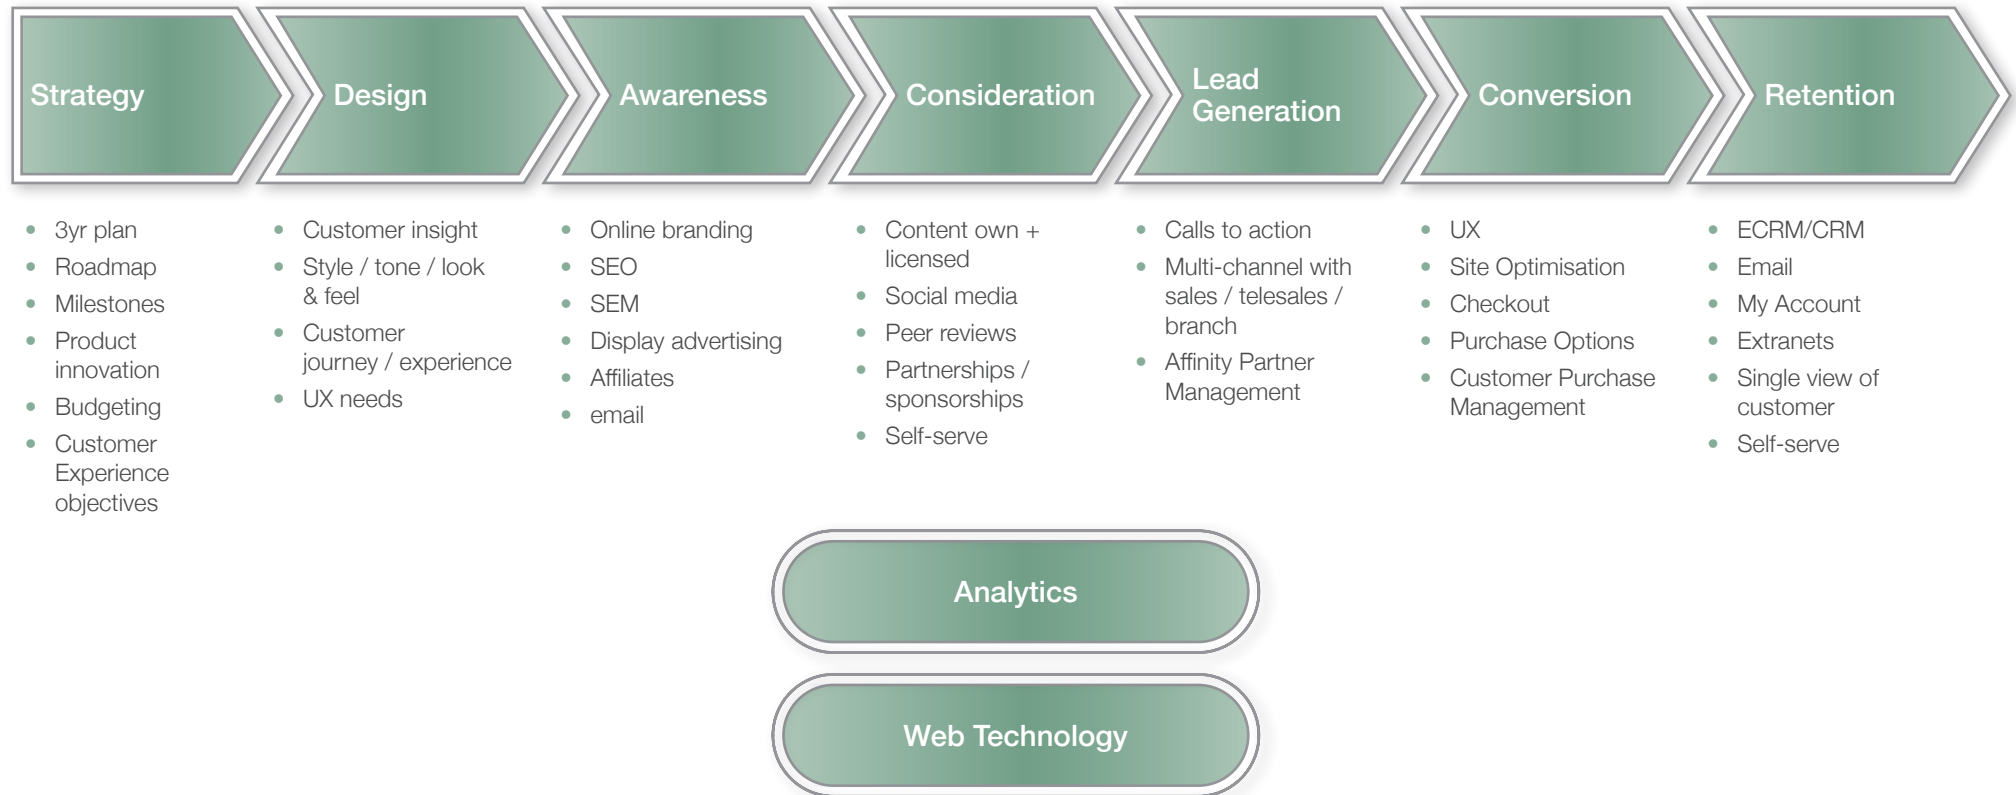 Strategy
Design
Awareness
Consideration
Lead
Generation
Conversion
Retention
• 3yr plan
• Roadmap
• Milestones
• Product
innovation
• Budgeting
• Customer
Experience
objectives
• Customer insight
• Style / tone / look
& feel
• Customer
journey / experience
• UX needs
• Online branding
• SEO
• SEM
• Display advertising
• Affiliates
• email
• Content own +
licensed
• Social media
• Peer reviews
• Partnerships /
sponsorships
• Self-serve
• Calls to action
• Multi-channel with
sales / telesales /
branch
• Affinity Partner
Management
• UX
• Site Optimisation
• Checkout
• Purchase Options
• Customer Purchase
Management
• ECRM/CRM
• Email
• My Account
• Extranets
• Single view of
customer
• Self-serve
Analytics
Web Technology